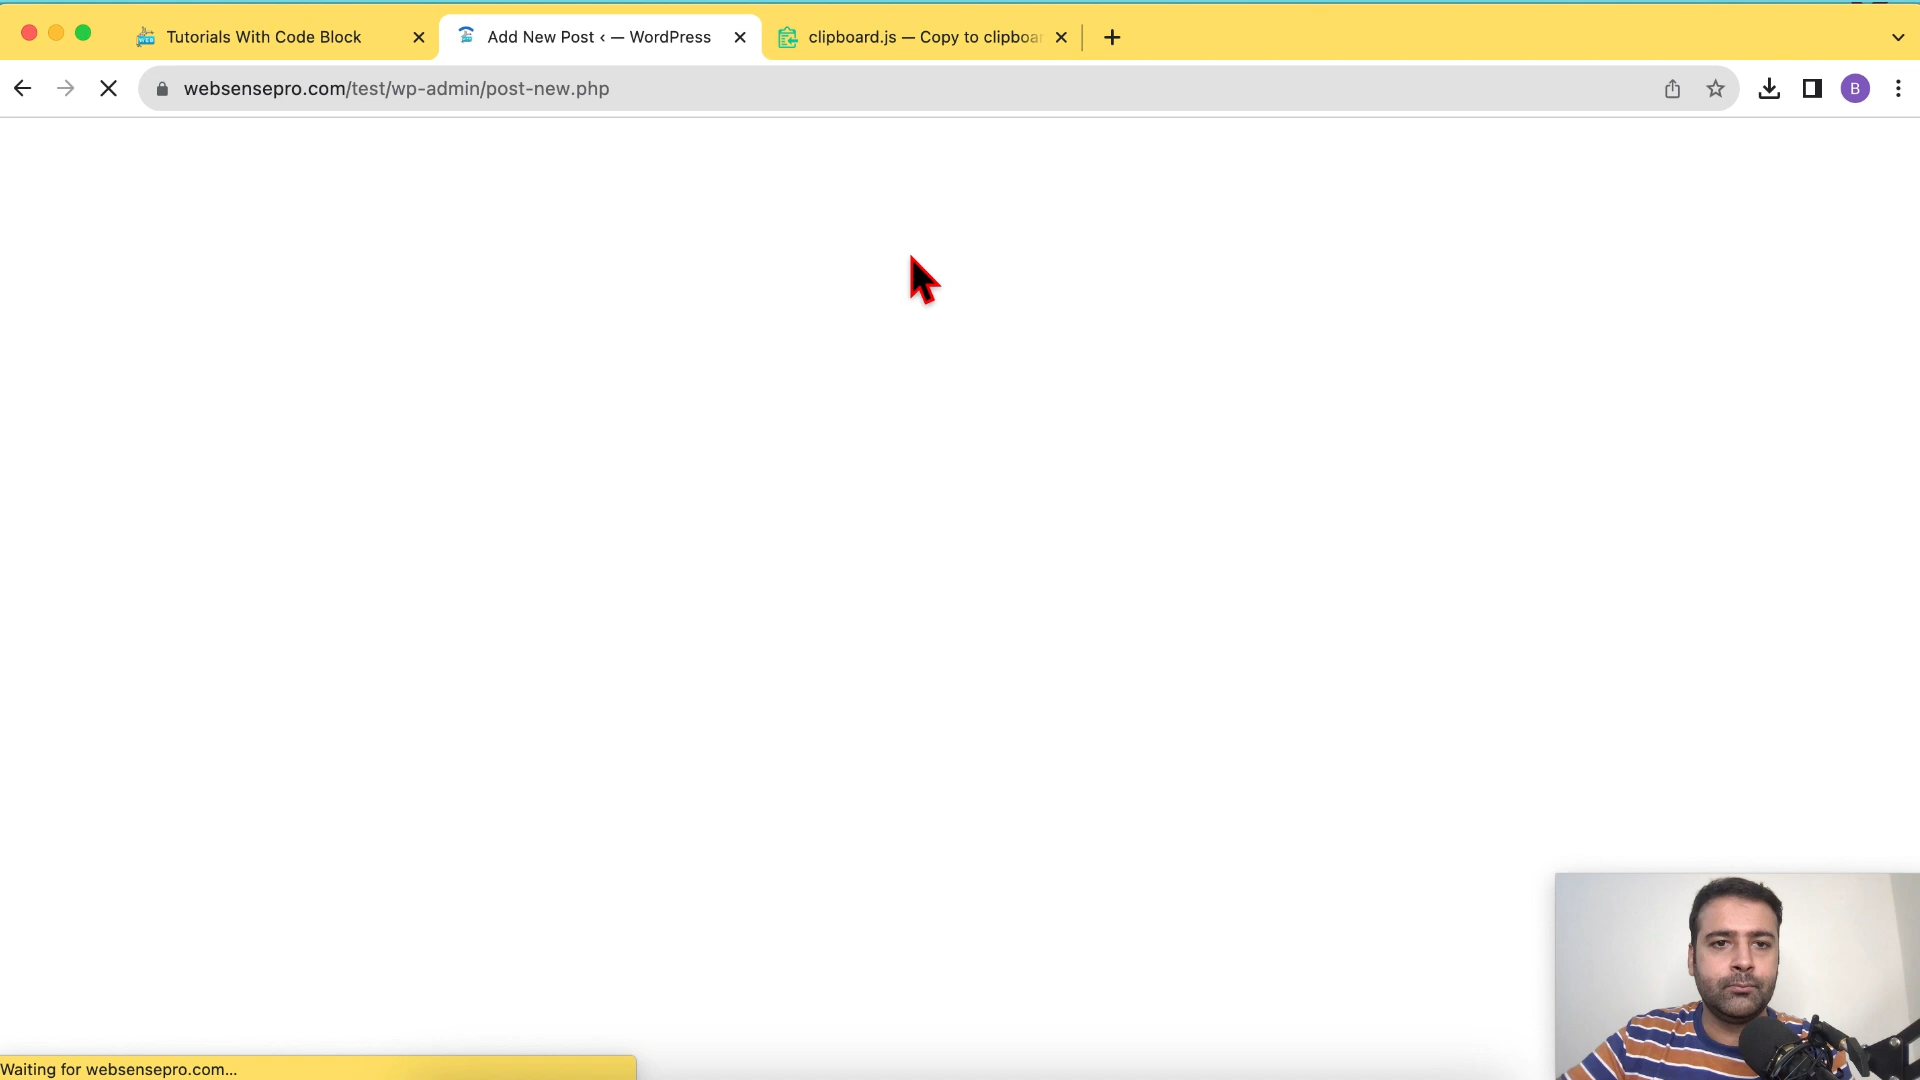 Tutorials With Code Block
Add New Post ‹ — WordPress
clipboard.js — Copy to clipboar
websensepro.com/test/wp-admin/post-new.php
B
Waiting for websensepro.com...